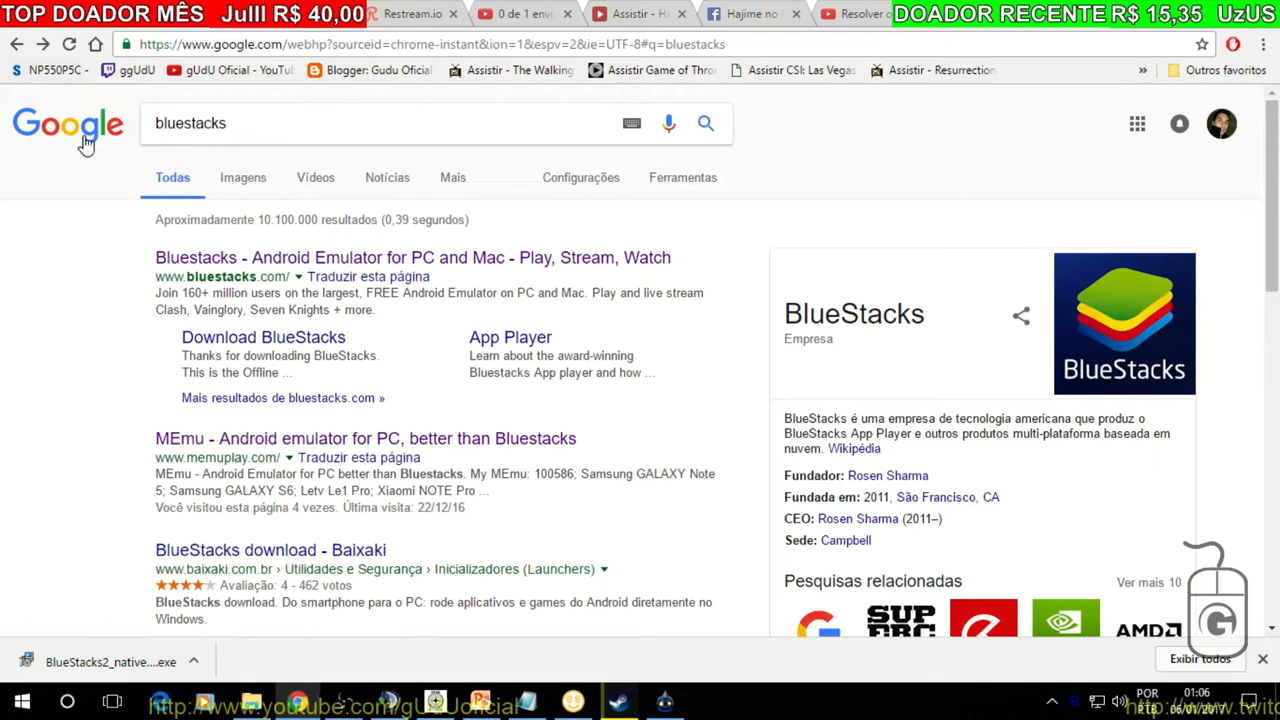 TOP DOADOR MÊS JulII R$ 40,00
Restream.io
0 de 1 envi
Assistir - Ha
Hajime no
Resolver o
DOADOR RECENTE R$ 15,35 UzUS
https://www.google.com/webhp?sourceid=chrome-instant&ion=1&espv=2&ie=UTF-8#q=bluestacks
NP550P5C -
ggUdU
gUdU Oficial - YouTub
Blogger: Gudu Oficial
Assistir - The Walking
Assistir Game of Thro
Assistir CSI: Las Vegas
Assistir - Resurrection
»
Outros favoritos
Google
bluestacks
Todas
Imagens
Vídeos
Notícias
Mais
Configurações
Ferramentas
Aproximadamente 10.100.000 resultados (0,39 segundos)
Bluestacks - Android Emulator for PC and Mac - Play, Stream, Watch
www.bluestacks.com/ ▼ Traduzir esta página
Join 160+ million users on the largest, FREE Android Emulator on PC and Mac. Play and live stream
Clash, Vainglory, Seven Knights + more.
Download BlueStacks
Thanks for downloading BlueStacks.
This is the Offline ...
App Player
Learn about the award-winning
Bluestacks App player and how ...
Mais resultados de bluestacks.com »
MEmu - Android emulator for PC, better than Bluestacks
www.memuplay.com/ ▼ Traduzir esta página
MEmu - Android Emulator for PC better than Bluestacks. My MEmu: 100586; Samsung GALAXY Note
5; Samsung GALAXY S6; Letv Le1 Pro; Xiaomi NOTE Pro ...
Você visitou esta página 4 vezes. Última visita: 22/12/16
BlueStacks download - Baixaki
www.baixaki.com.br › Utilidades e Segurança › Inicializadores (Launchers) ▼
Avaliação: 4 - 462 votos
BlueStacks download. Do smartphone para o PC: rode aplicativos e games do Android diretamente no
Windows.
BlueStacks
Empresa
BlueStacks
BlueStacks é uma empresa de tecnologia americana que produz o
BlueStacks App Player e outros produtos multi-plataforma baseada em
nuvem. Wikipédia
Fundador: Rosen Sharma
Fundada em: 2011, São Francisco, CA
CEO: Rosen Sharma (2011–)
Sede: Campbell
Pesquisas relacionadas
Ver mais 10
AMD
BlueStacks2_native....exe
Exibir todos
http://www.youtube.com/gUdUoficial
POR
PTB
01:06
06/01/2017